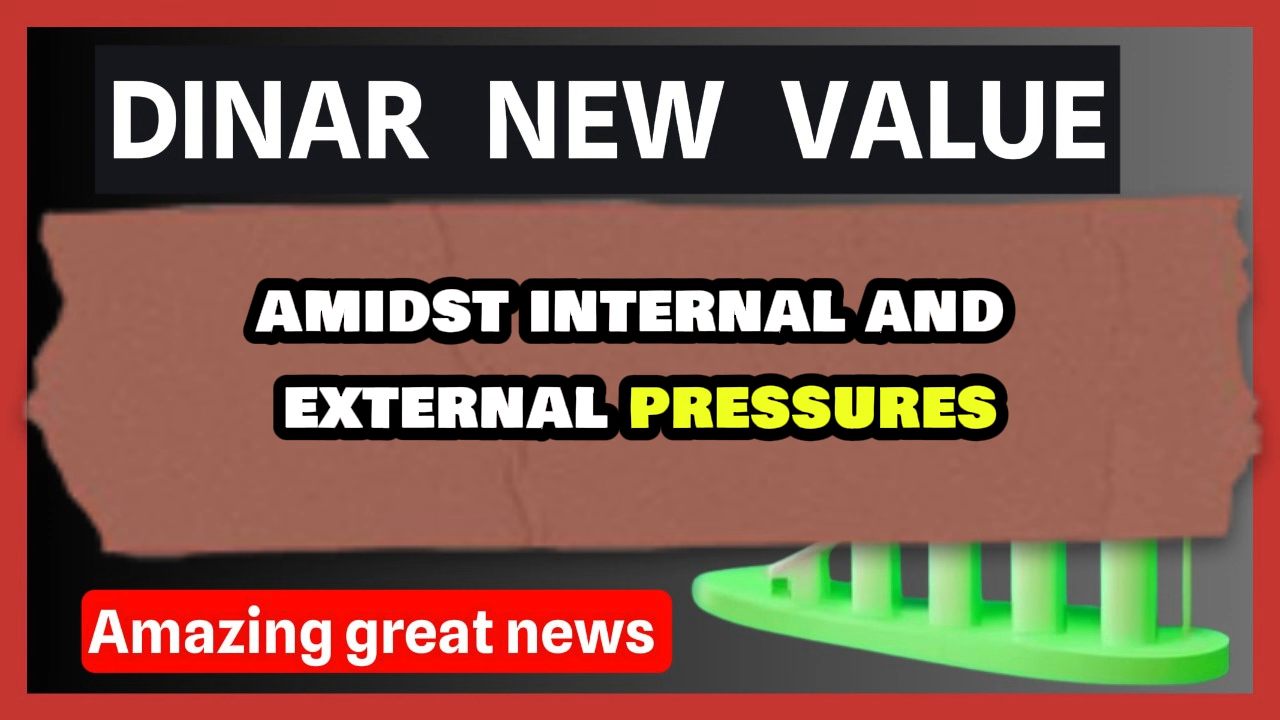 DINAR NEW VALUE
AMIDST INTERNAL AND
EXTERNAL PRESSURES
Amazing great news